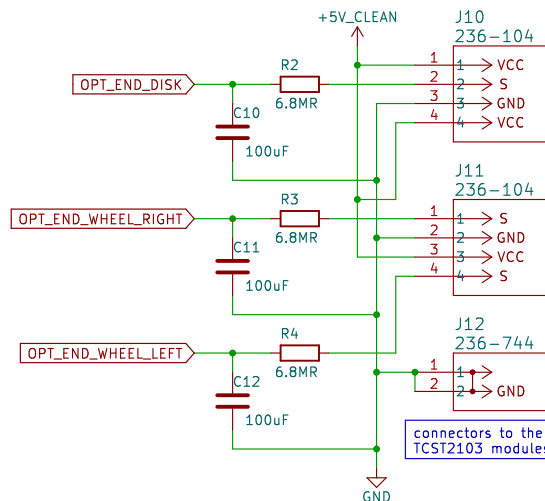 +5V_CLEAN
J10
236-104
1 1 VCC
2 2 S
3 3 GND
4 4 VCC
OPT_END_DISK
R2
6.8MR
C10
100uF
J11
236-104
1 1 S
2 2 GND
3 3 VCC
4 4 S
OPT_END_WHEEL_RIGHT
R3
6.8MR
C11
100uF
J12
236-744
1 1
2 2 GND
OPT_END_WHEEL_LEFT
R4
6.8MR
C12
100uF
connectors to the
TCST2103 modules
GND